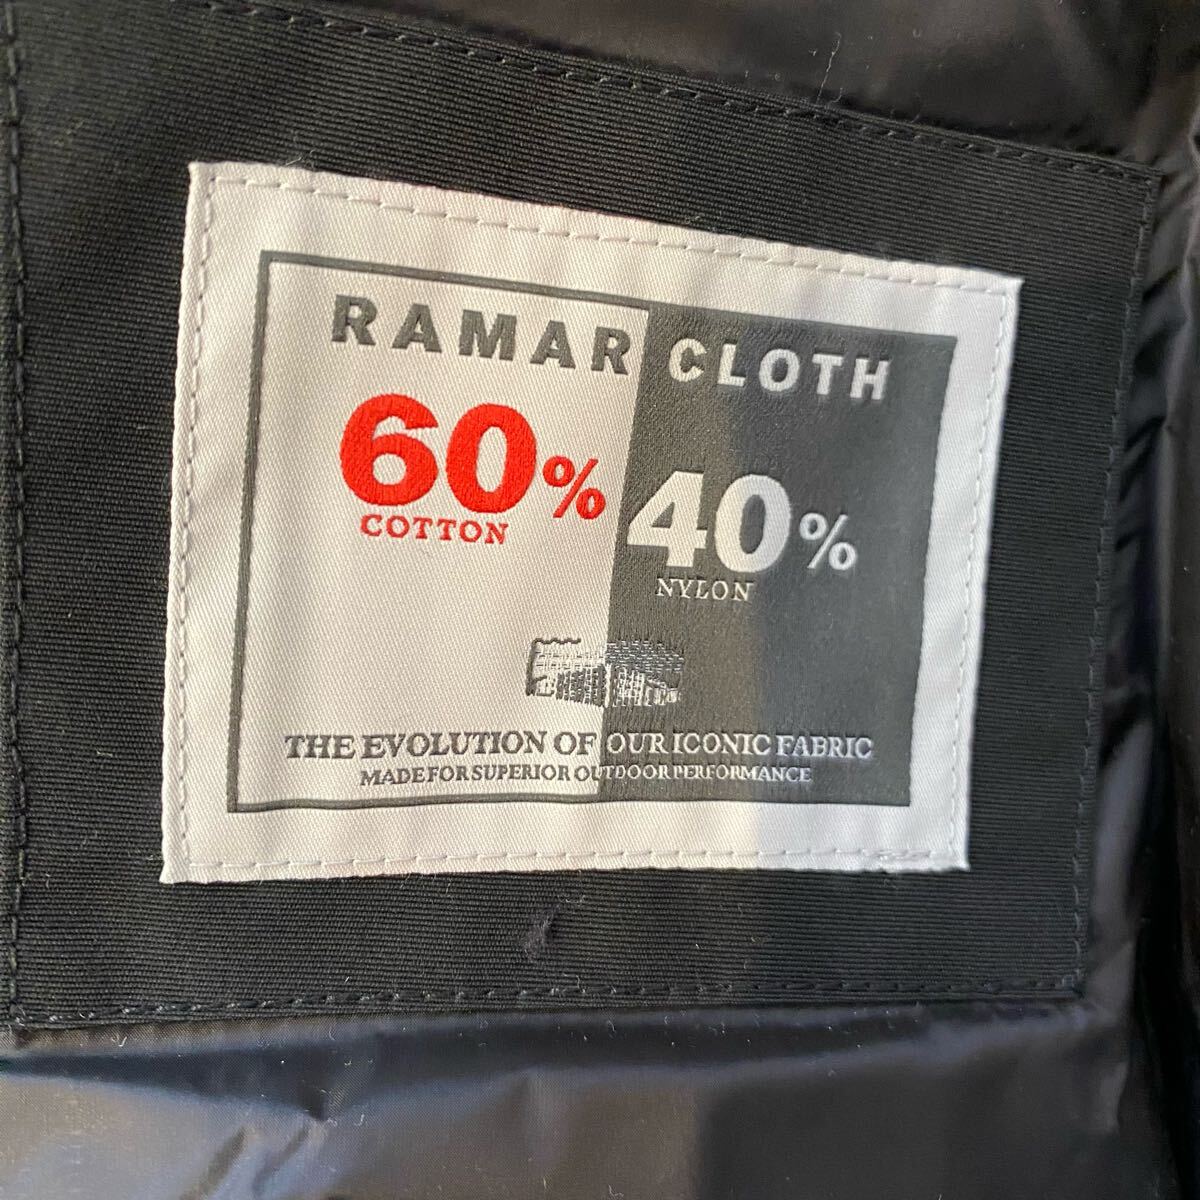 RAMAR CLOTH
60%
COTTON
40%
NYLON
THE EVOLUTION OF OUR ICONIC FABRIC
MADE FOR SUPERIOR OUTDOOR PERFORMANCE